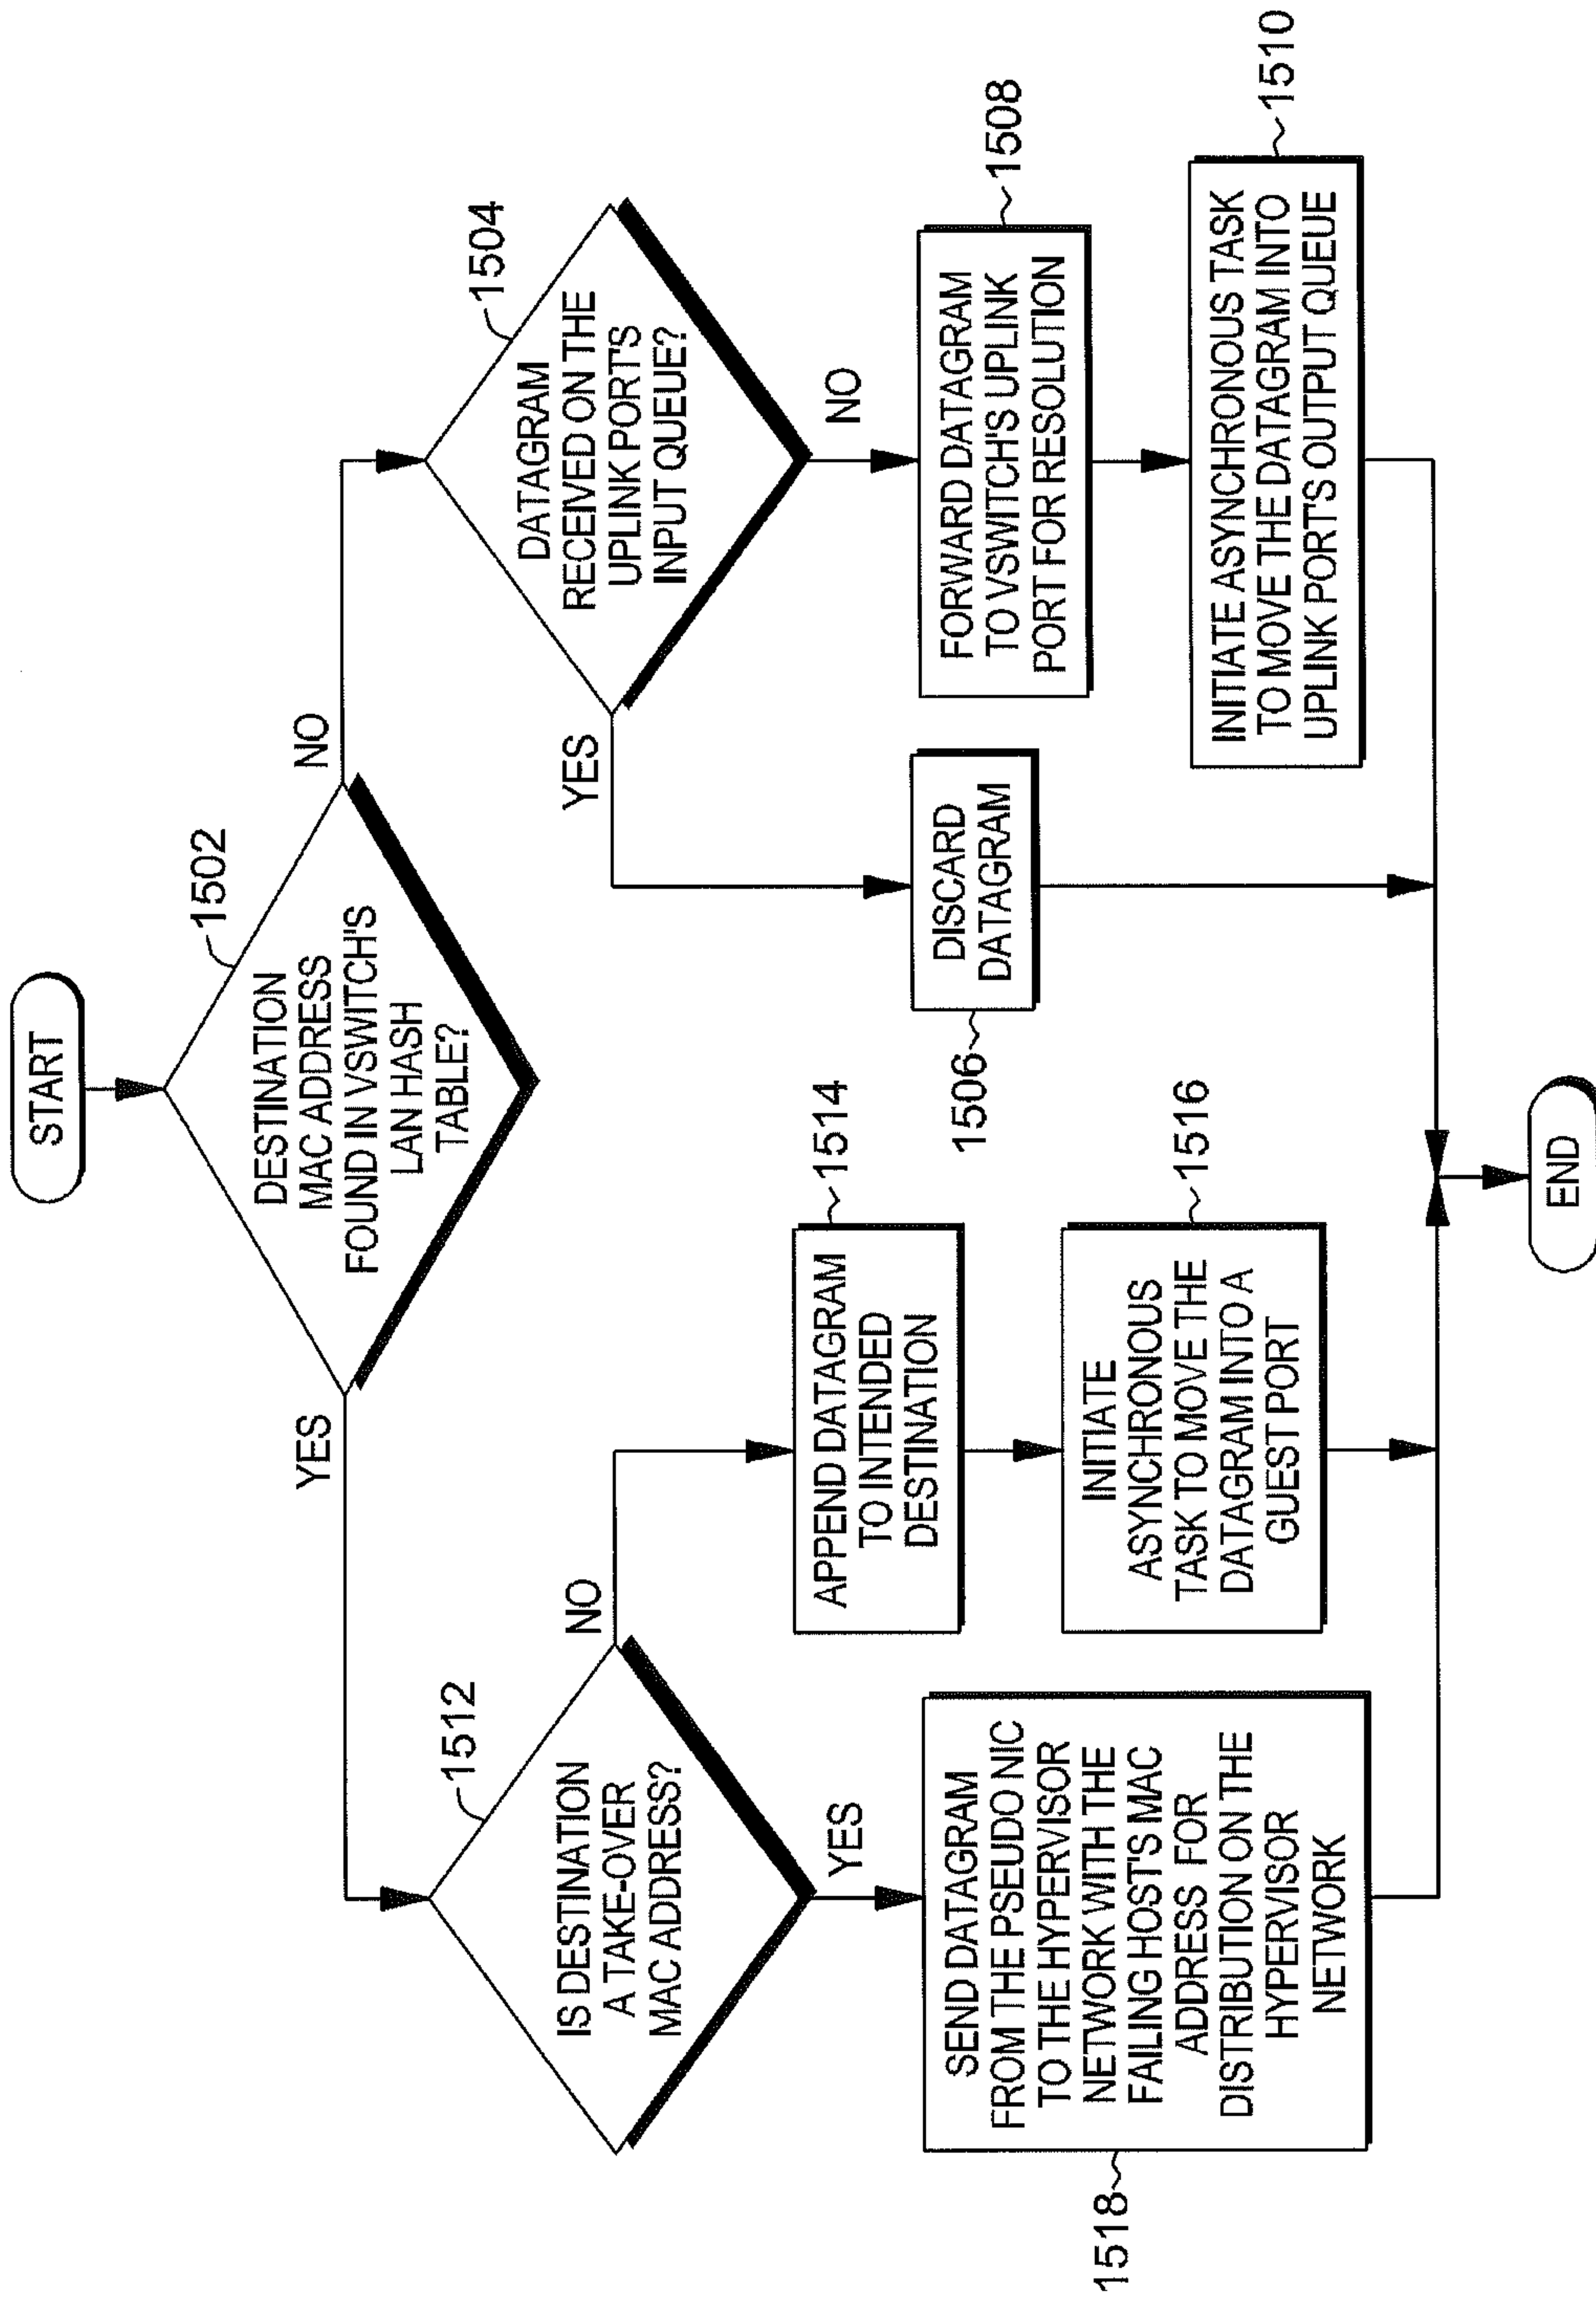 START
1502
DESTINATION
MAC ADDRESS
FOUND IN VSWITCH'S
LAN HASH
TABLE?
YES
NO
1512
IS DESTINATION
A TAKE-OVER
MAC ADDRESS?
NO
YES
1504
DATAGRAM
RECEIVED ON THE
UPLINK PORT'S
INPUT QUEUE?
YES
NO
1514
APPEND DATAGRAM
TO INTENDED
DESTINATION
1516
INITIATE
ASYNCHRONOUS
TASK TO MOVE THE
DATAGRAM INTO A
GUEST PORT
1518
SEND DATAGRAM
FROM THE PSEUDO NIC
TO THE HYPERVISOR
NETWORK WITH THE
FAILING HOST'S MAC
ADDRESS FOR
DISTRIBUTION ON THE
HYPERVISOR
NETWORK
1506
DISCARD
DATAGRAM
1508
FORWARD DATAGRAM
TO VSWITCH'S UPLINK
PORT FOR RESOLUTION
1510
INITIATE ASYNCHRONOUS TASK
TO MOVE THE DATAGRAM INTO
UPLINK PORT'S OUTPUT QUEUE
END